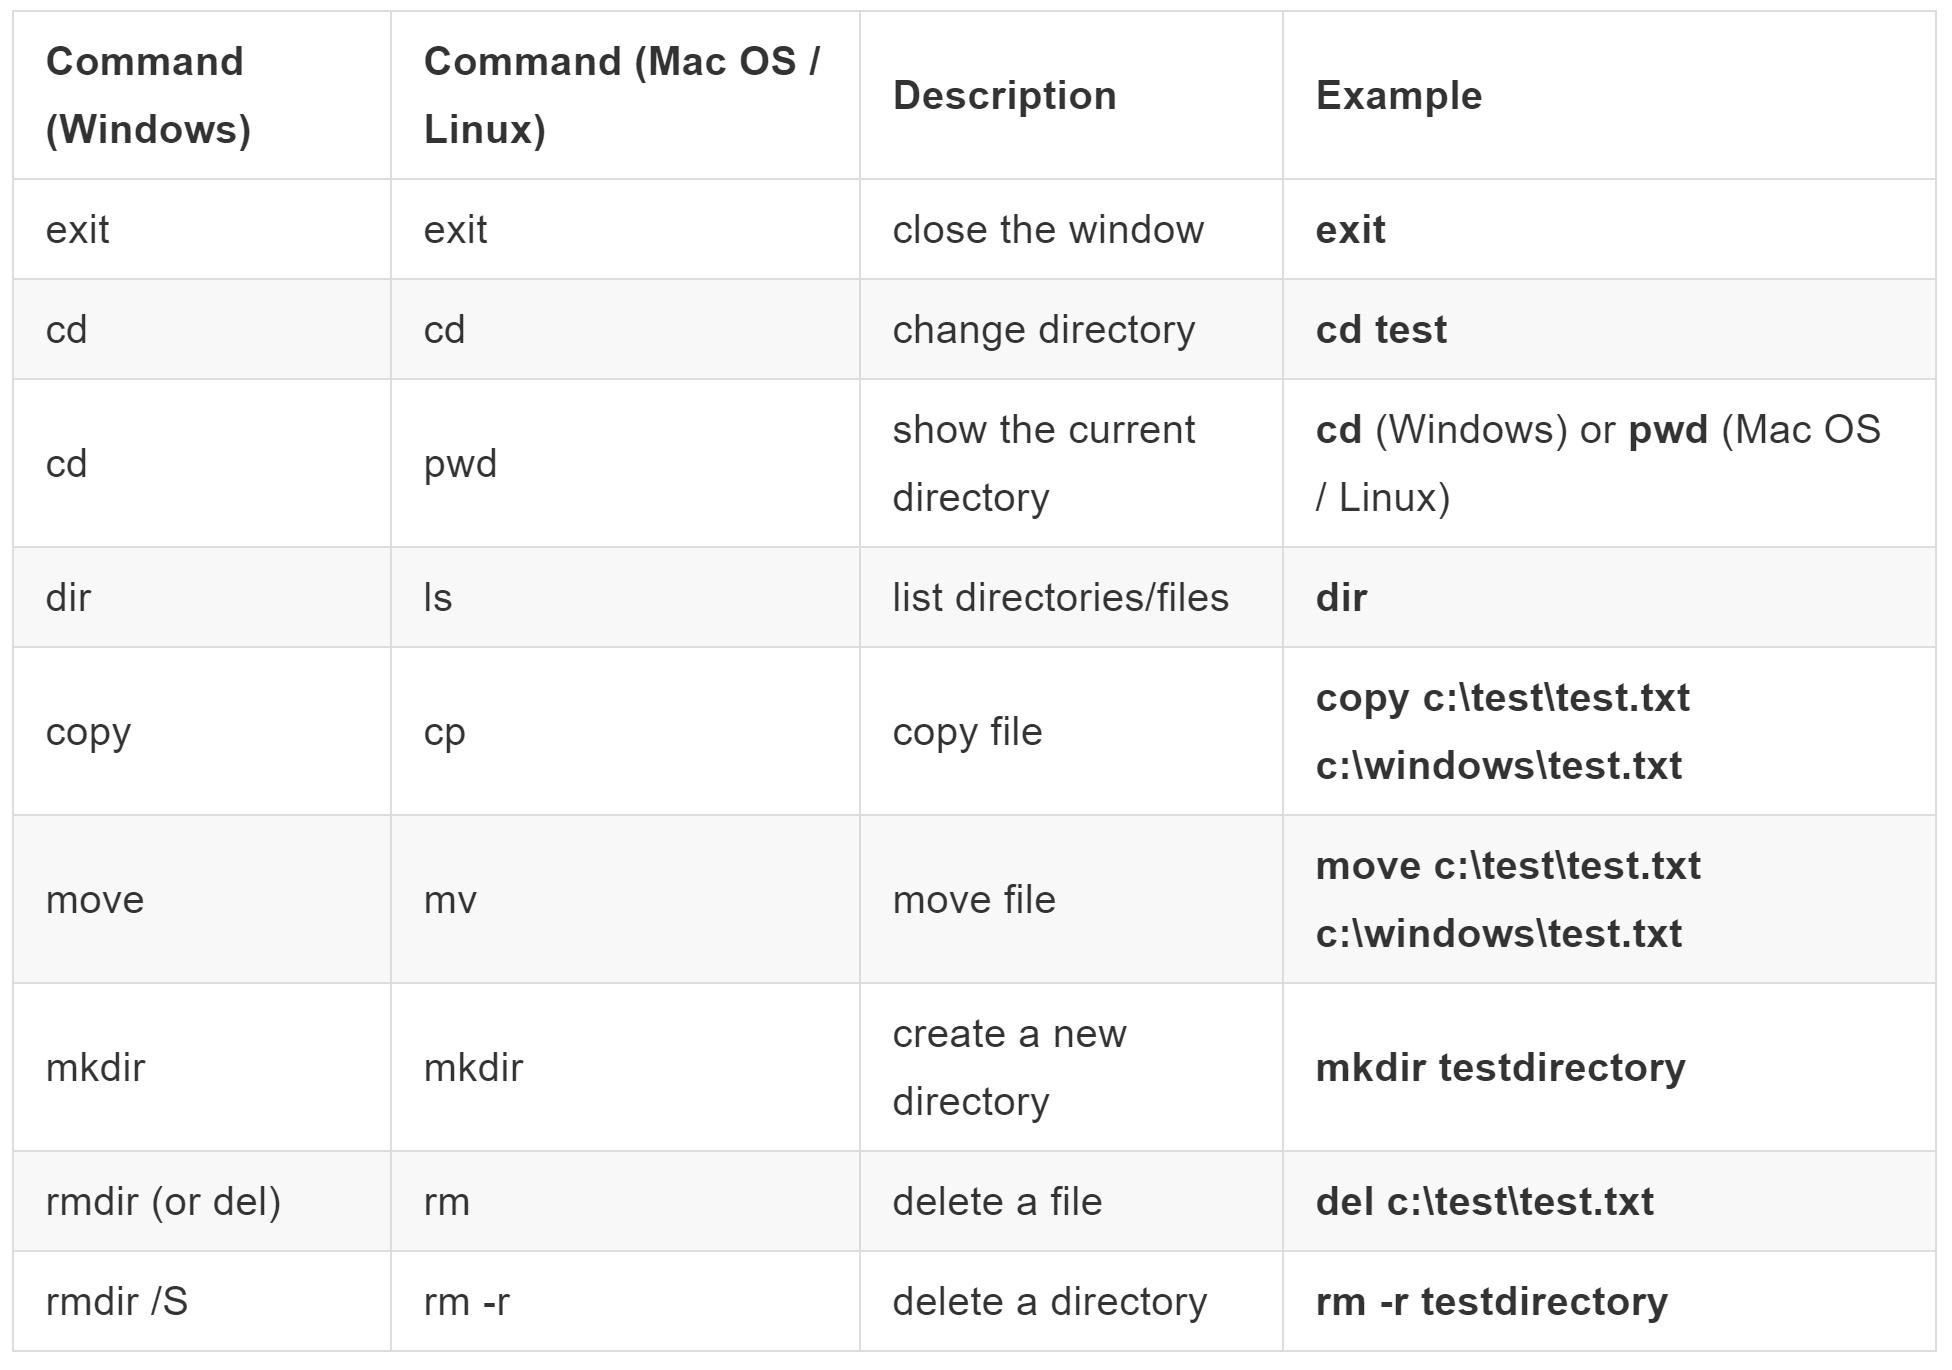 Command (Windows)
Command (Mac OS / Linux)
Description
Example
exit
exit
close the window
exit
cd
cd
change directory
cd test
cd
pwd
show the current
directory
cd (Windows) or pwd (Mac OS
/ Linux)
dir
ls
list directories/files
dir
copy
cp
copy file
copy c:\test\test.txt
c:\windows\test.txt
move
mv
move file
move c:\test\test.txt
c:\windows\test.txt
mkdir
mkdir
create a new
directory
mkdir testdirectory
rmdir (or del)
rm
delete a file
del c:\test\test.txt
rmdir /S
rm -r
delete a directory
rm -r testdirectory